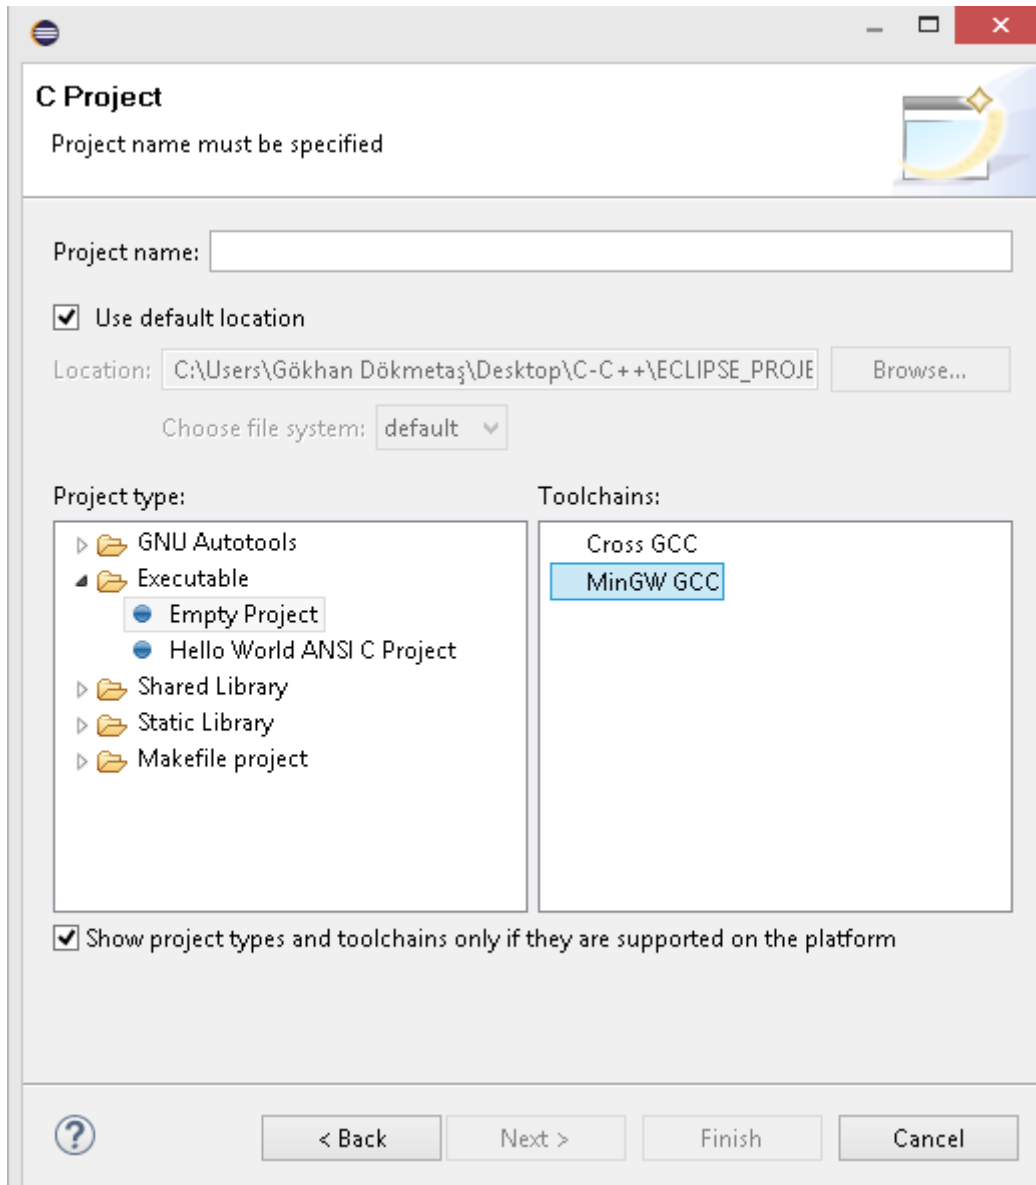 C Project
Project name must be specified
Project name:
Use default location
Location: C:\Users\Gökhan Dökmetaş\Desktop\C-C++\ECLIPSE_PROJE Browse...
Choose file system: default
Project type: Toolchains:
GNU Autotools Cross GCC
Executable MinGW GCC
Empty Project
Hello World ANSI C Project
Shared Library
Static Library
Makefile project
Show project types and toolchains only if they are supported on the platform
? < Back Next > Finish Cancel